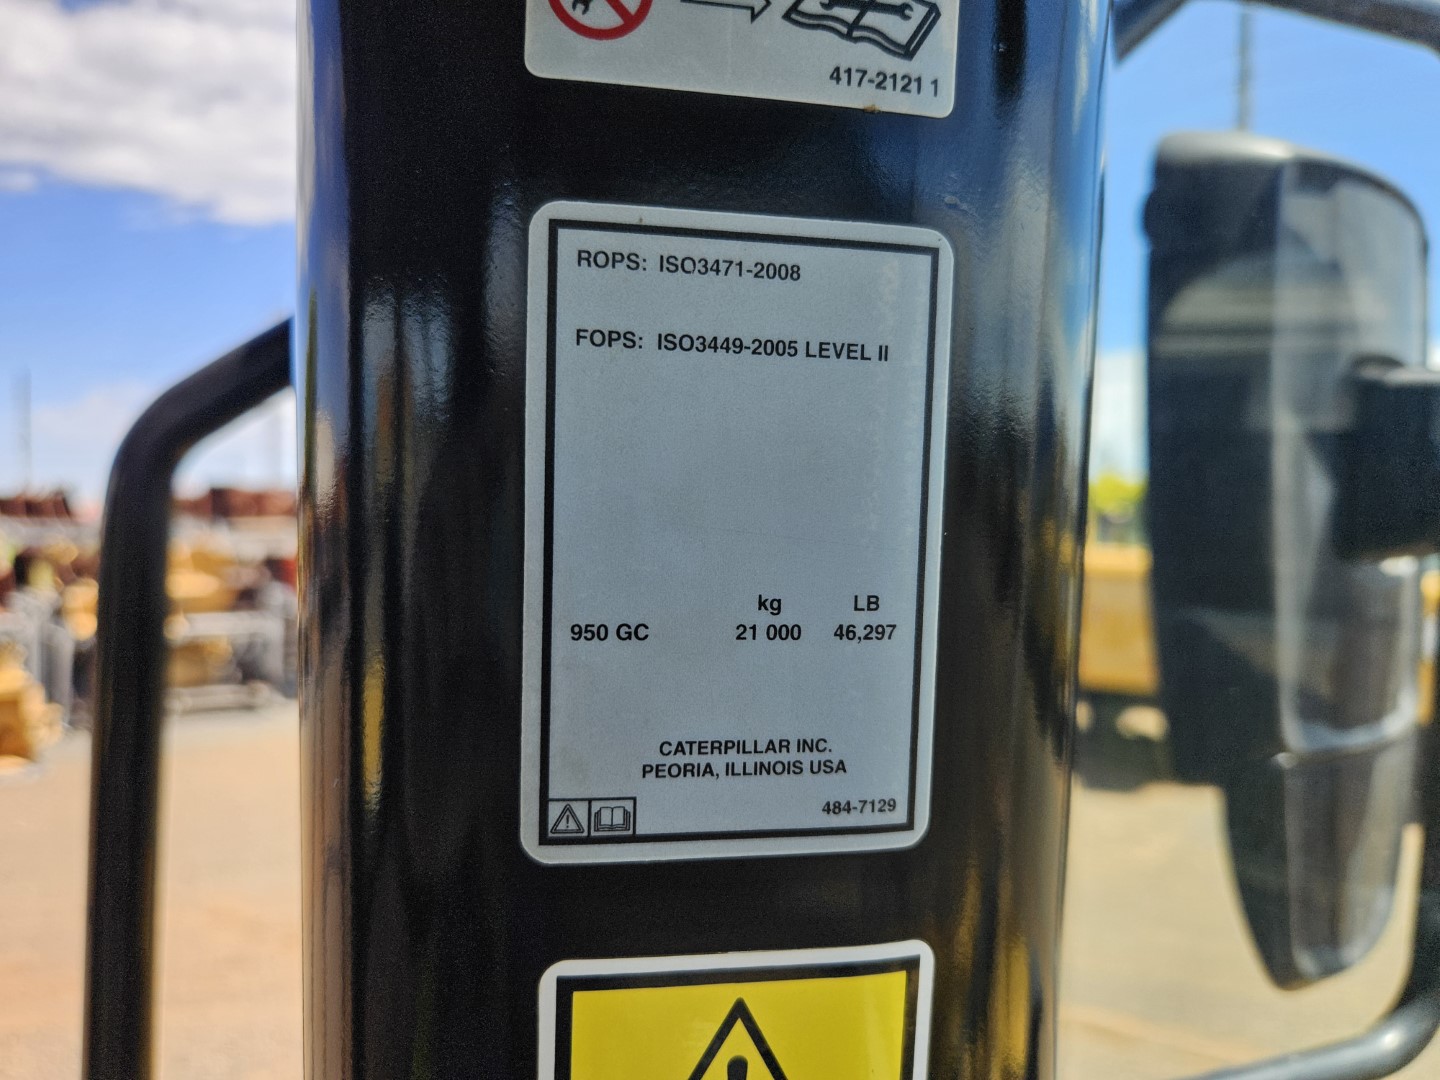 417-2121 1
ROPS: ISO3471-2008
FOPS: ISO3449-2005 LEVEL II
kg LB
950 GC 21 000 46,297
CATERPILLAR INC.
PEORIA, ILLINOIS USA
484-7129